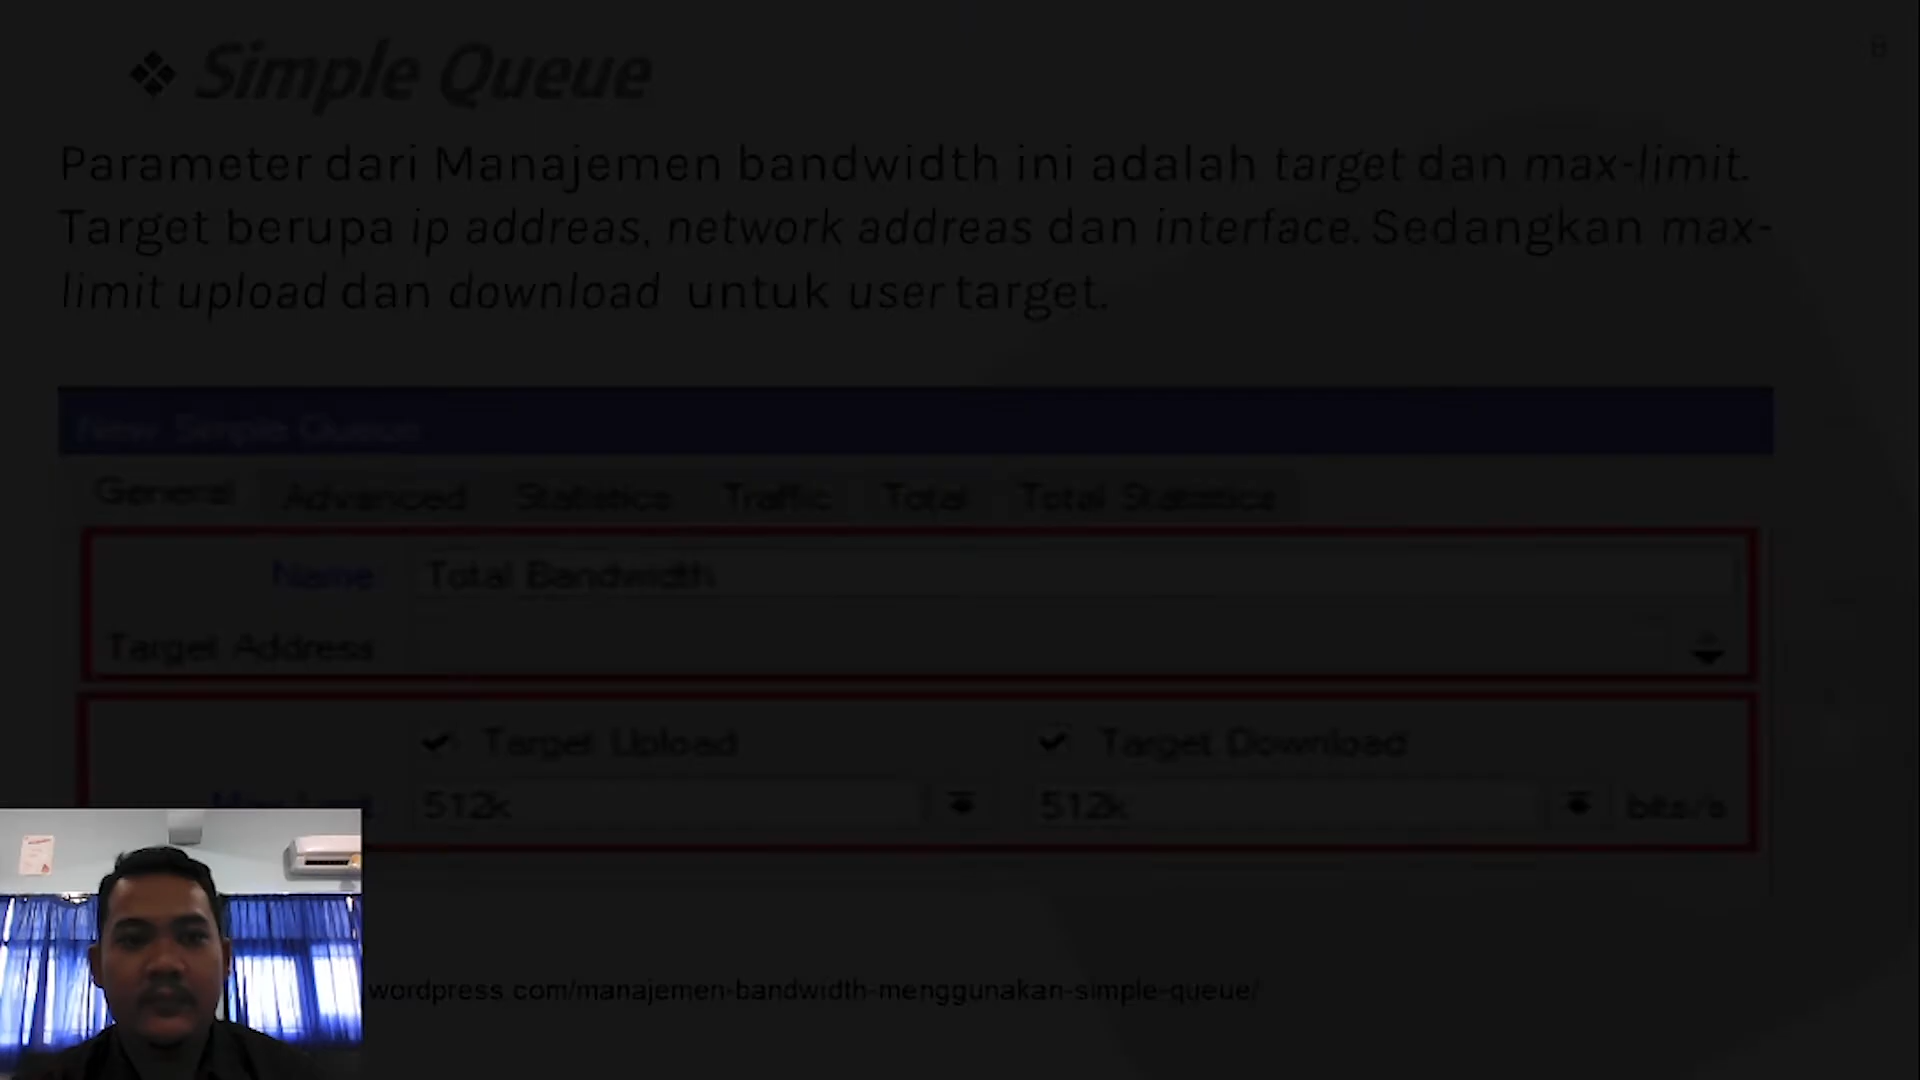 ❖ Simple Queue
8
Parameter dari Manajemen bandwidth ini adalah target dan max-limit.
Target berupa ip addreas, network addreas dan interface. Sedangkan max-
limit upload dan download untuk user target.
New Simple Queue
General Advanced Statistics Traffic Total Total Statistics
Name Total Bandwidth
Target Address
Target Upload Target Download
Max Limit 512k 512k bits/s
wordpress.com/manajemen-bandwidth-menggunakan-simple-queue/